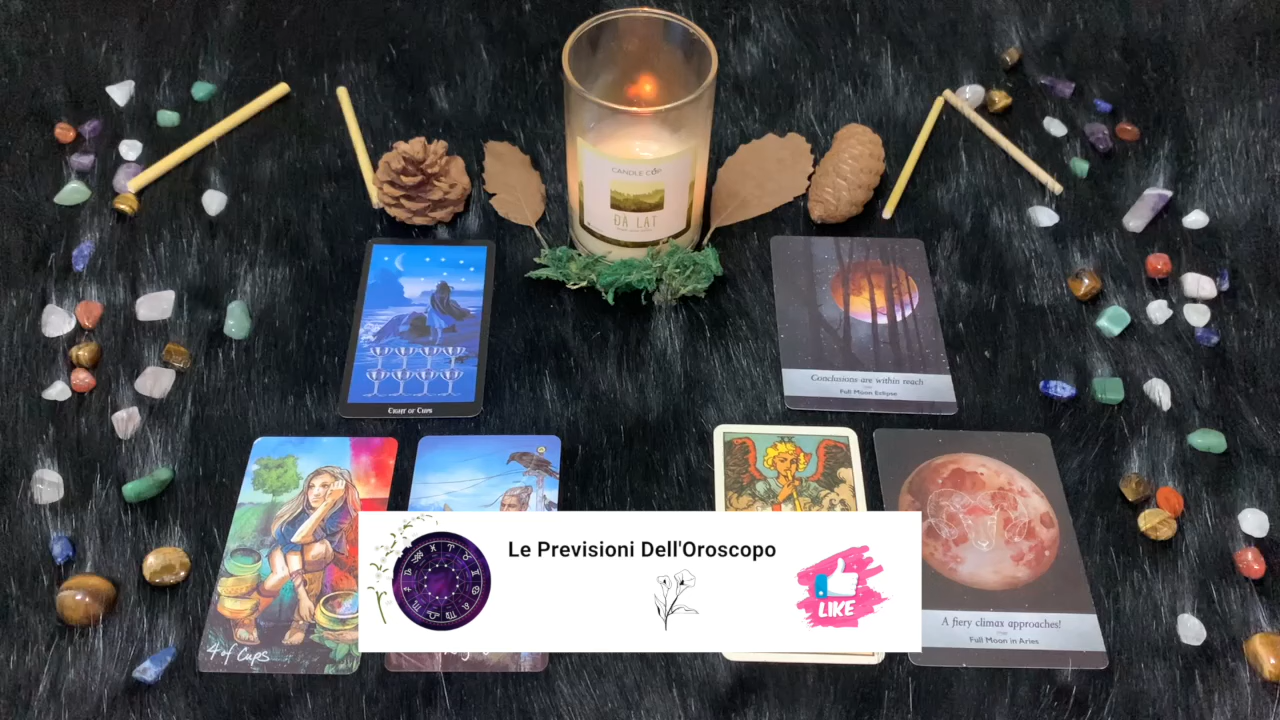 CANDLE CUP
ĐÀ LẠT
EIGHT OF CUPS
Conclusions are within reach
Full Moon Eclipse
XX
Le Previsioni Dell'Oroscopo
LIKE
4 of Cups
A fiery climax approaches!
Full Moon in Aries